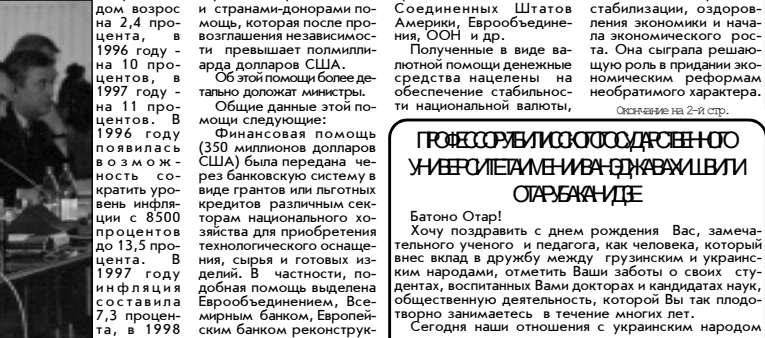 дом возрос
на 2,4 про-
цента, в
1996 году -
на 10 про-
центов, в
1997 году -
на 11 про-
центов. В
1996 году
появилась
возмож-
ность со-
кратить уро-
вень инфля-
ции с 8500
процентов
до 13,5 про-
цента. В
1997 году
инфляция
составила
7,3 процен-
та, в 1998
и странами-донорами по-
мощь, которая после про-
возглашения независимос-
ти превышает полмилли-
арда долларов США.
Об этой помощи более де-
тально доложат министры.
Общие данные этой по-
мощи следующие:
Финансовая помощь
(350 миллионов долларов
США) была передана че-
рез банковскую систему в
виде грантов или льготных
кредитов различным сек-
торам национального хо-
зяйства для приобретения
технологического оснаще-
ния, сырья и готовых из-
делий. В частности, по-
добная помощь выделена
Еврообъединением, Все-
мирным банком, Европей-
ским банком реконструк-
Соединенных Штатов
Америки, Еврообъедине-
ния, ООН и др.
Полученные в виде ва-
лютной помощи денежные
средства нацелены на
обеспечение стабильнос-
ти национальной валюты,
стабилизации, оздоров-
ления экономики и нача-
ла экономического рос-
та. Она сыграла решаю-
щую роль в придании эко-
номическим реформам
необратимого характера.
Окончание на 2-й стр.
ПРОФЕССОРУ ТБИЛИССКОГО ГОСУДАРСТВЕННОГО
УНИВЕРСИТЕТА ИМЕНИ ИВАНЭ ДЖАВАХИШВИЛИ
ОТАРУ БАКАНИДЗЕ
Батоно Отар!
Хочу поздравить с днем рождения Вас, замеча-
тельного ученого и педагога, как человека, который
внес вклад в дружбу между грузинским и украинс-
ким народами, отметить Ваши заботы о своих сту-
дентах, воспитанных Вами докторах и кандидатах наук,
общественную деятельность, которой Вы так плодо-
творно занимаетесь в течение многих лет.
Сегодня наши отношения с украинским народом